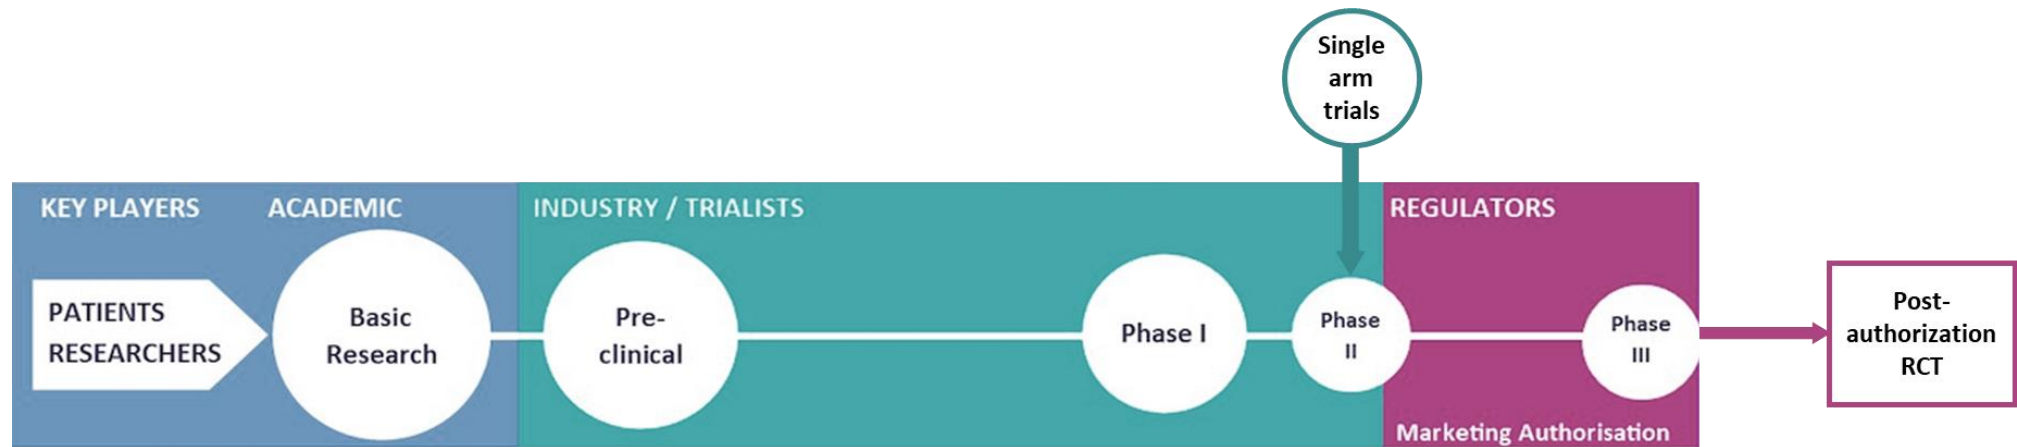 Single
arm
trials
KEY PLAYERS
ACADEMIC
INDUSTRY / TRIALISTS
REGULATORS
PATIENTS
RESEARCHERS
Basic
Research
Pre-
clinical
Phase I
Phase
II
Phase
III
Post-
authorization
RCT
Marketing Authorisation